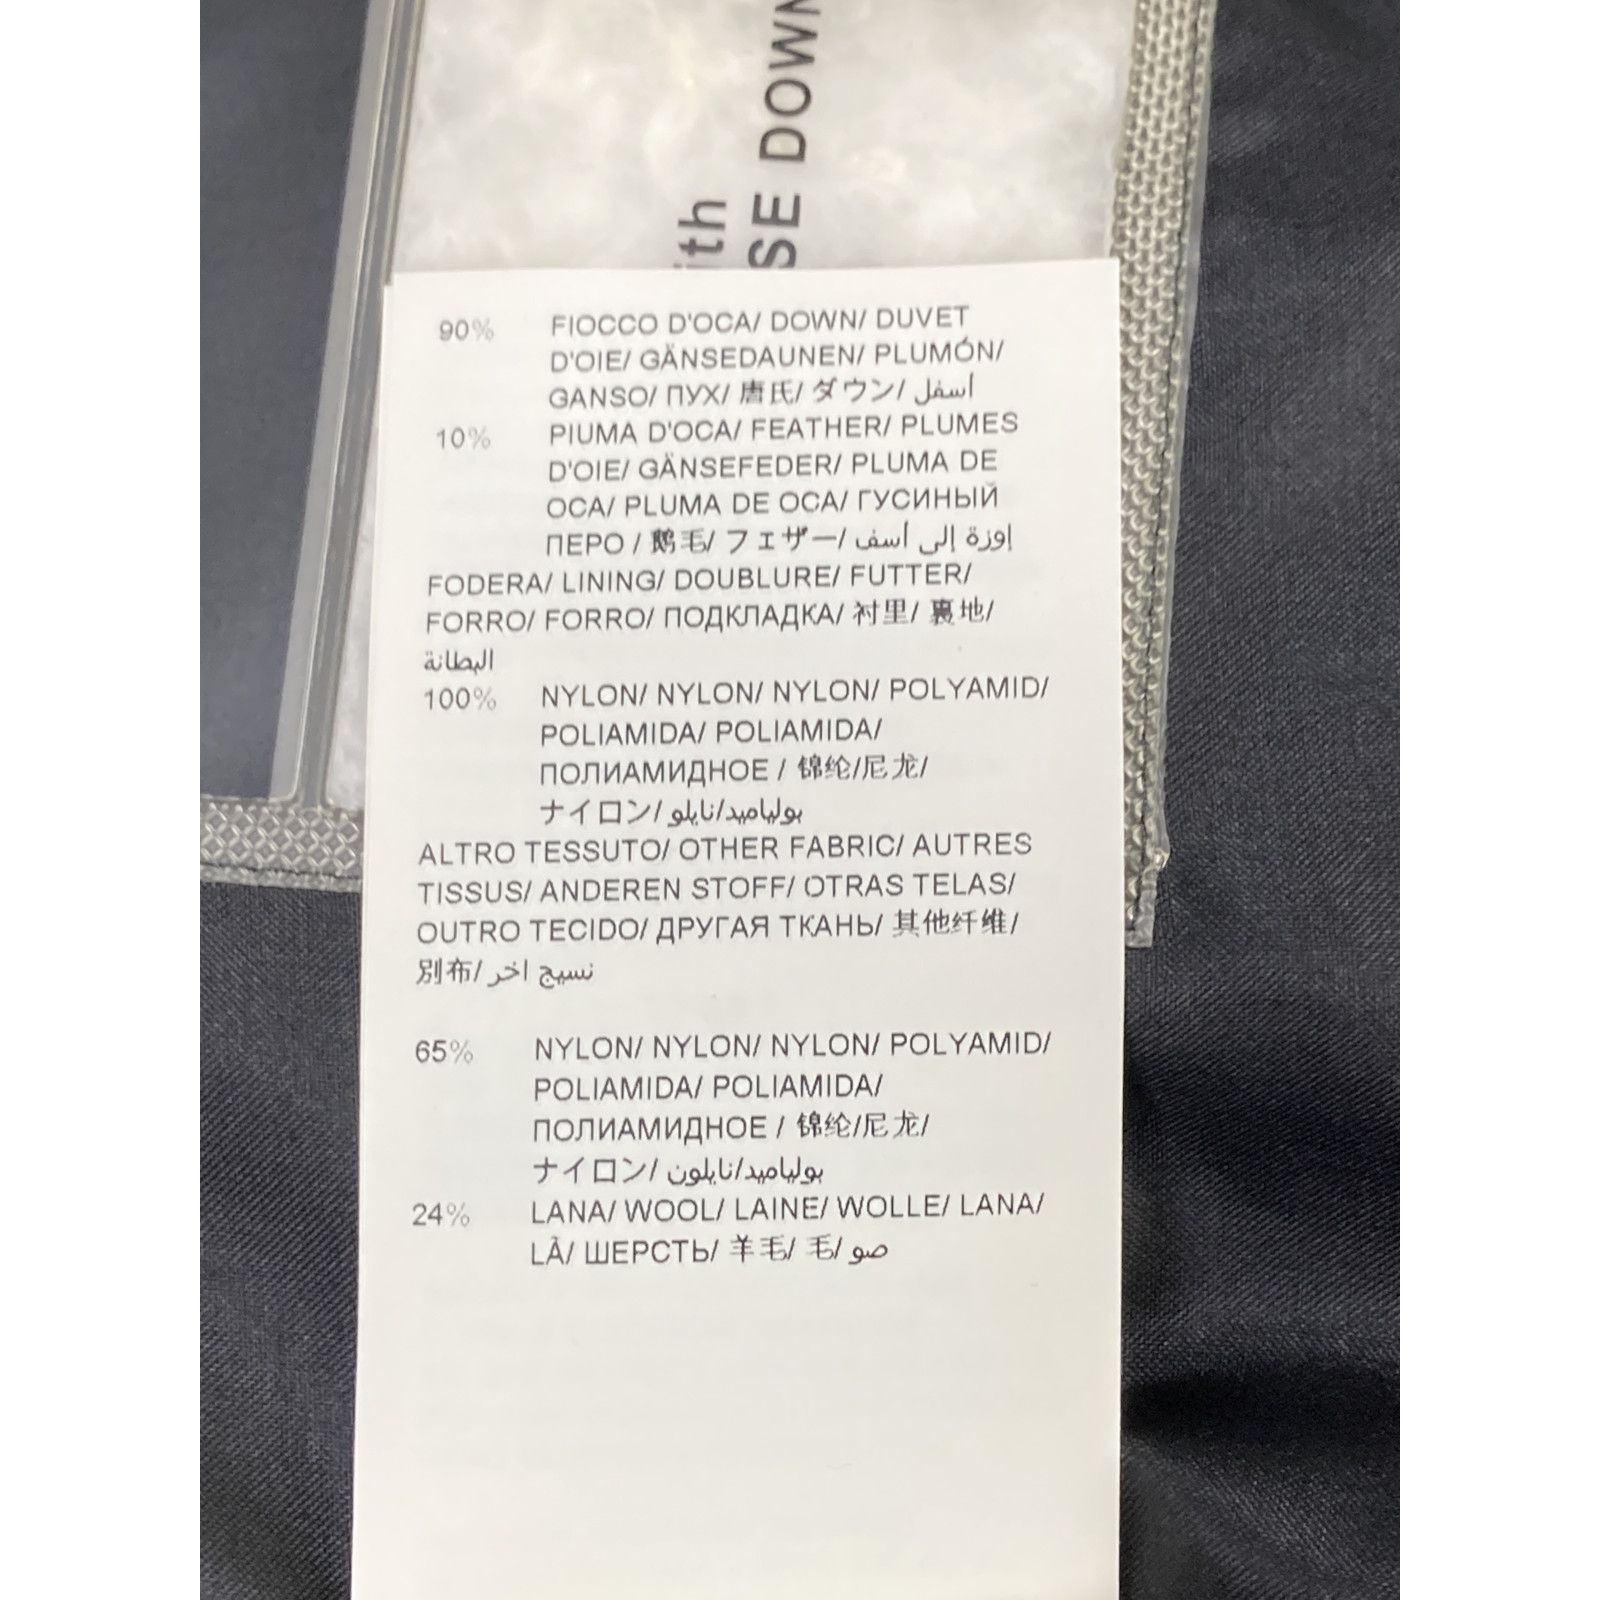 ith
SE DOWN
90% FIOCCO D'OCA/ DOWN/ DUVET
D'OIE/ GÄNSEDAUNEN/ PLUMÓN/
GANSO/ ПУХ/ 唐氏/ ダウン/ أسفل
10% PIUMA D'OCA/ FEATHER/ PLUMES
D'OIE/ GÄNSEFEDER/ PLUMA DE
OCA/ PLUMA DE OCA/ ГУСИНЫЙ
ПЕРО / 鹅毛/ フェザー/ إوزة إلى أسف
FODERA/ LINING/ DOUBLURE/ FUTTER/
FORRO/ FORRO/ ПОДКЛАДКА/ 衬里/ 裏地/
البطانة
100% NYLON/ NYLON/ NYLON/ POLYAMID/
POLIAMIDA/ POLIAMIDA/
ПОЛИАМИДНОЕ / 锦纶/尼龙/
ナイロン/ بولياميد/نايلو
ALTRO TESSUTO/ OTHER FABRIC/ AUTRES
TISSUS/ ANDEREN STOFF/ OTRAS TELAS/
OUTRO TECIDO/ ДРУГАЯ ТКАНЬ/ 其他纤维/
別布/ نسيج اخر
65% NYLON/ NYLON/ NYLON/ POLYAMID/
POLIAMIDA/ POLIAMIDA/
ПОЛИАМИДНОЕ / 锦纶/尼龙/
ナイロン/ بولياميد/نايلون
24% LANA/ WOOL/ LAINE/ WOLLE/ LANA/
LÃ/ ШЕРСТЬ/ 羊毛/ 毛/ صو